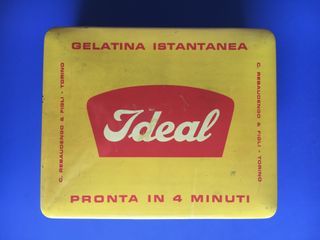 GELATINA ISTANTANEA
C. REBAUDENGO & FIGLI - TORINO
Ideal
C. REBAUDENGO & FIGLI - TORINO
PRONTA IN 4 MINUTI